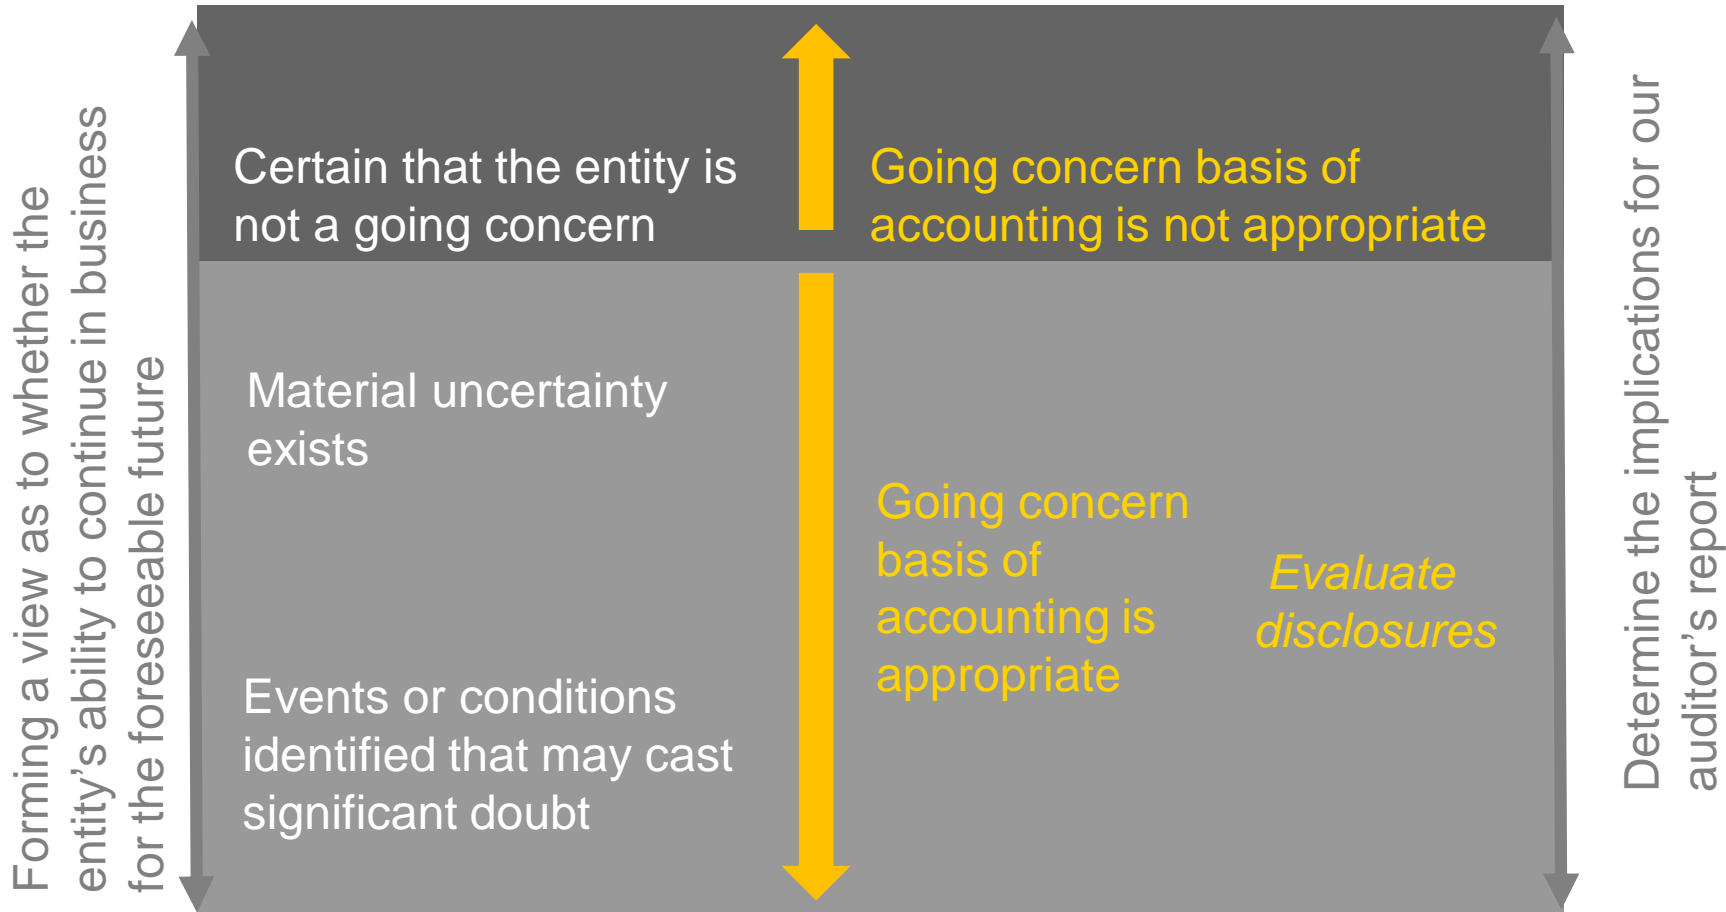 Forming a view as to whether the
entity’s ability to continue in business
for the foreseeable future
Certain that the entity is
not a going concern
Going concern basis of
accounting is not appropriate
Material uncertainty
exists
Events or conditions
identified that may cast
significant doubt
Going concern
basis of
accounting is
appropriate
Evaluate
disclosures
Determine the implications for our
auditor’s report